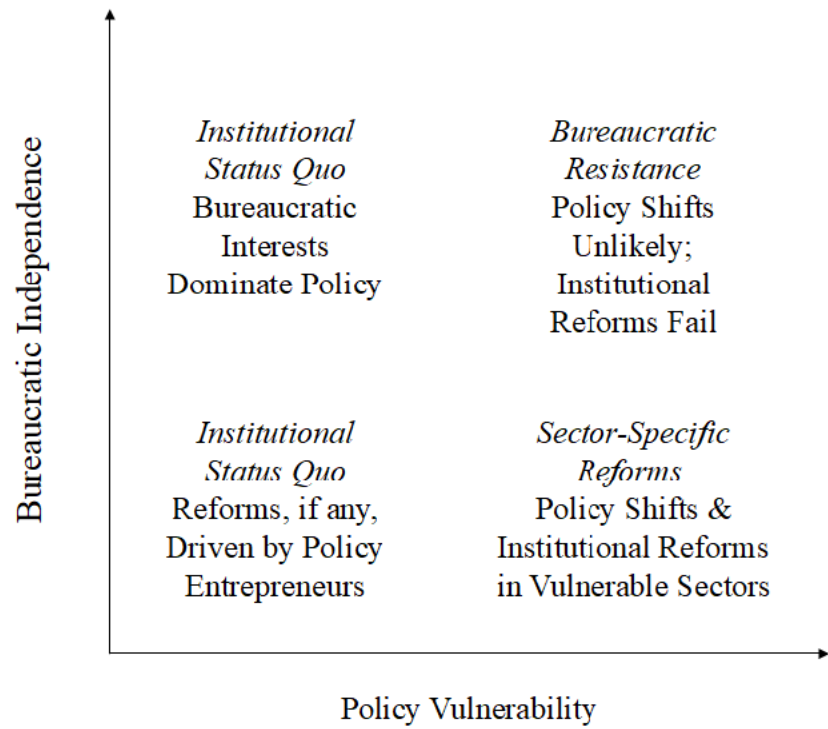 Bureaucratic Independence
Institutional
Status Quo
Bureaucratic
Interests
Dominate Policy
Bureaucratic
Resistance
Policy Shifts
Unlikely;
Institutional
Reforms Fail
Institutional
Status Quo
Reforms, if any,
Driven by Policy
Entrepreneurs
Sector-Specific
Reforms
Policy Shifts &
Institutional Reforms
in Vulnerable Sectors
Policy Vulnerability